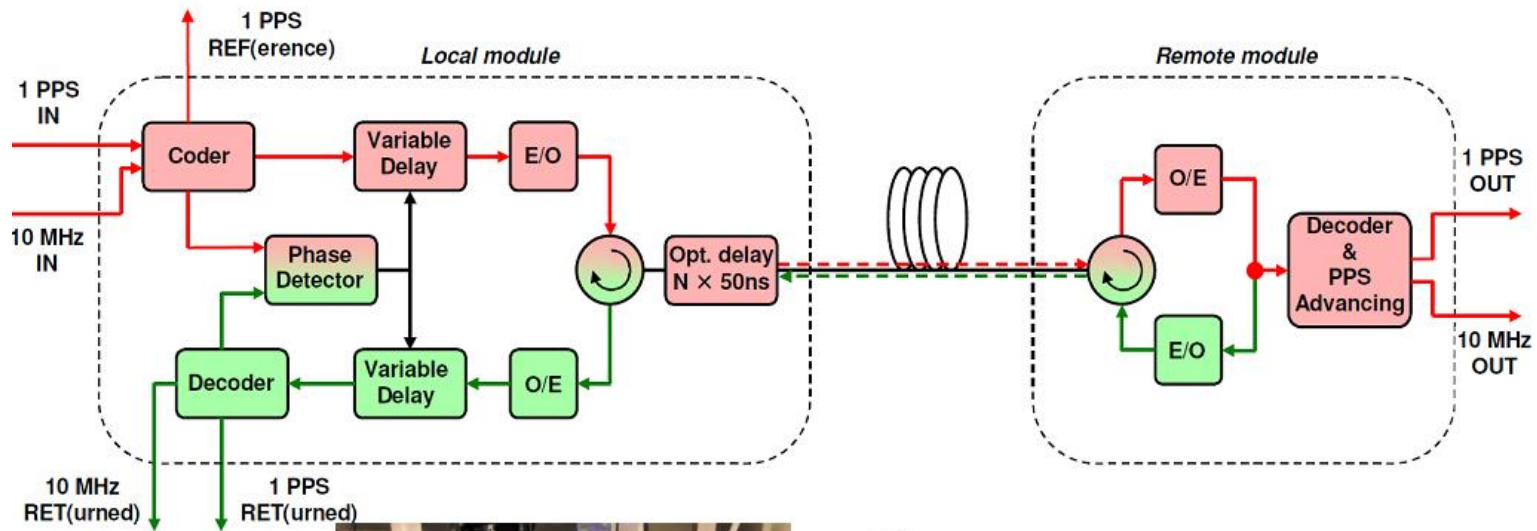 1 PPS
REF(erence)
Local module
Remote module
1 PPS
IN
Coder
Variable
Delay
E/O
O/E
1 PPS
OUT
10 MHz
IN
Phase
Detector
Opt. delay
N × 50ns
Decoder
&
PPS
Advancing
Decoder
Variable
Delay
O/E
E/O
10 MHz
OUT
10 MHz
RET(urned)
1 PPS
RET(urned)